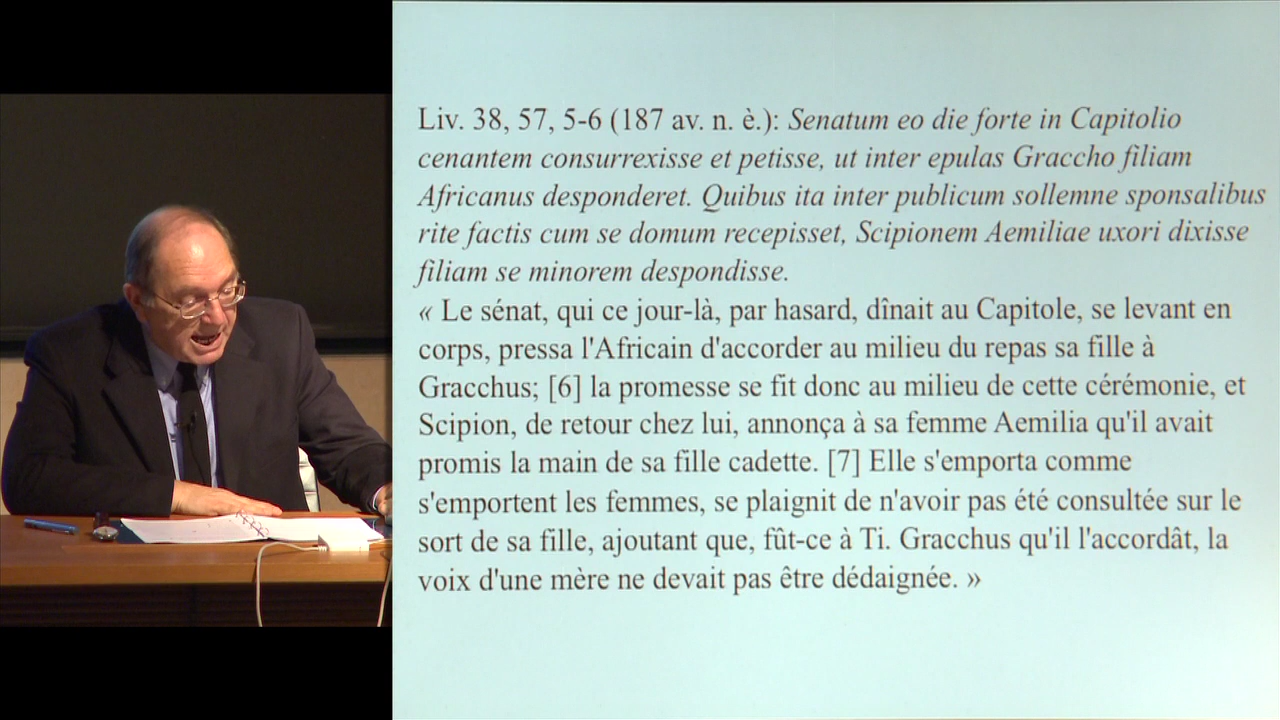 Liv. 38, 57, 5-6 (187 av. n. è.): Senatum eo die forte in Capitolio
cenantem consurrexisse et petisse, ut inter epulas Graccho filiam
Africanus desponderet. Quibus ita inter publicum sollemne sponsalibus
rite factis cum se domum recepisset, Scipionem Aemiliae uxori dixisse
filiam se minorem despondisse.
« Le sénat, qui ce jour-là, par hasard, dînait au Capitole, se levant en
corps, pressa l'Africain d'accorder au milieu du repas sa fille à
Gracchus; [6] la promesse se fit donc au milieu de cette cérémonie, et
Scipion, de retour chez lui, annonça à sa femme Aemilia qu'il avait
promis la main de sa fille cadette. [7] Elle s'emporta comme
s'emportent les femmes, se plaignit de n'avoir pas été consultée sur le
sort de sa fille, ajoutant que, fût-ce à Ti. Gracchus qu'il l'accordât, la
voix d'une mère ne devait pas être dédaignée. »